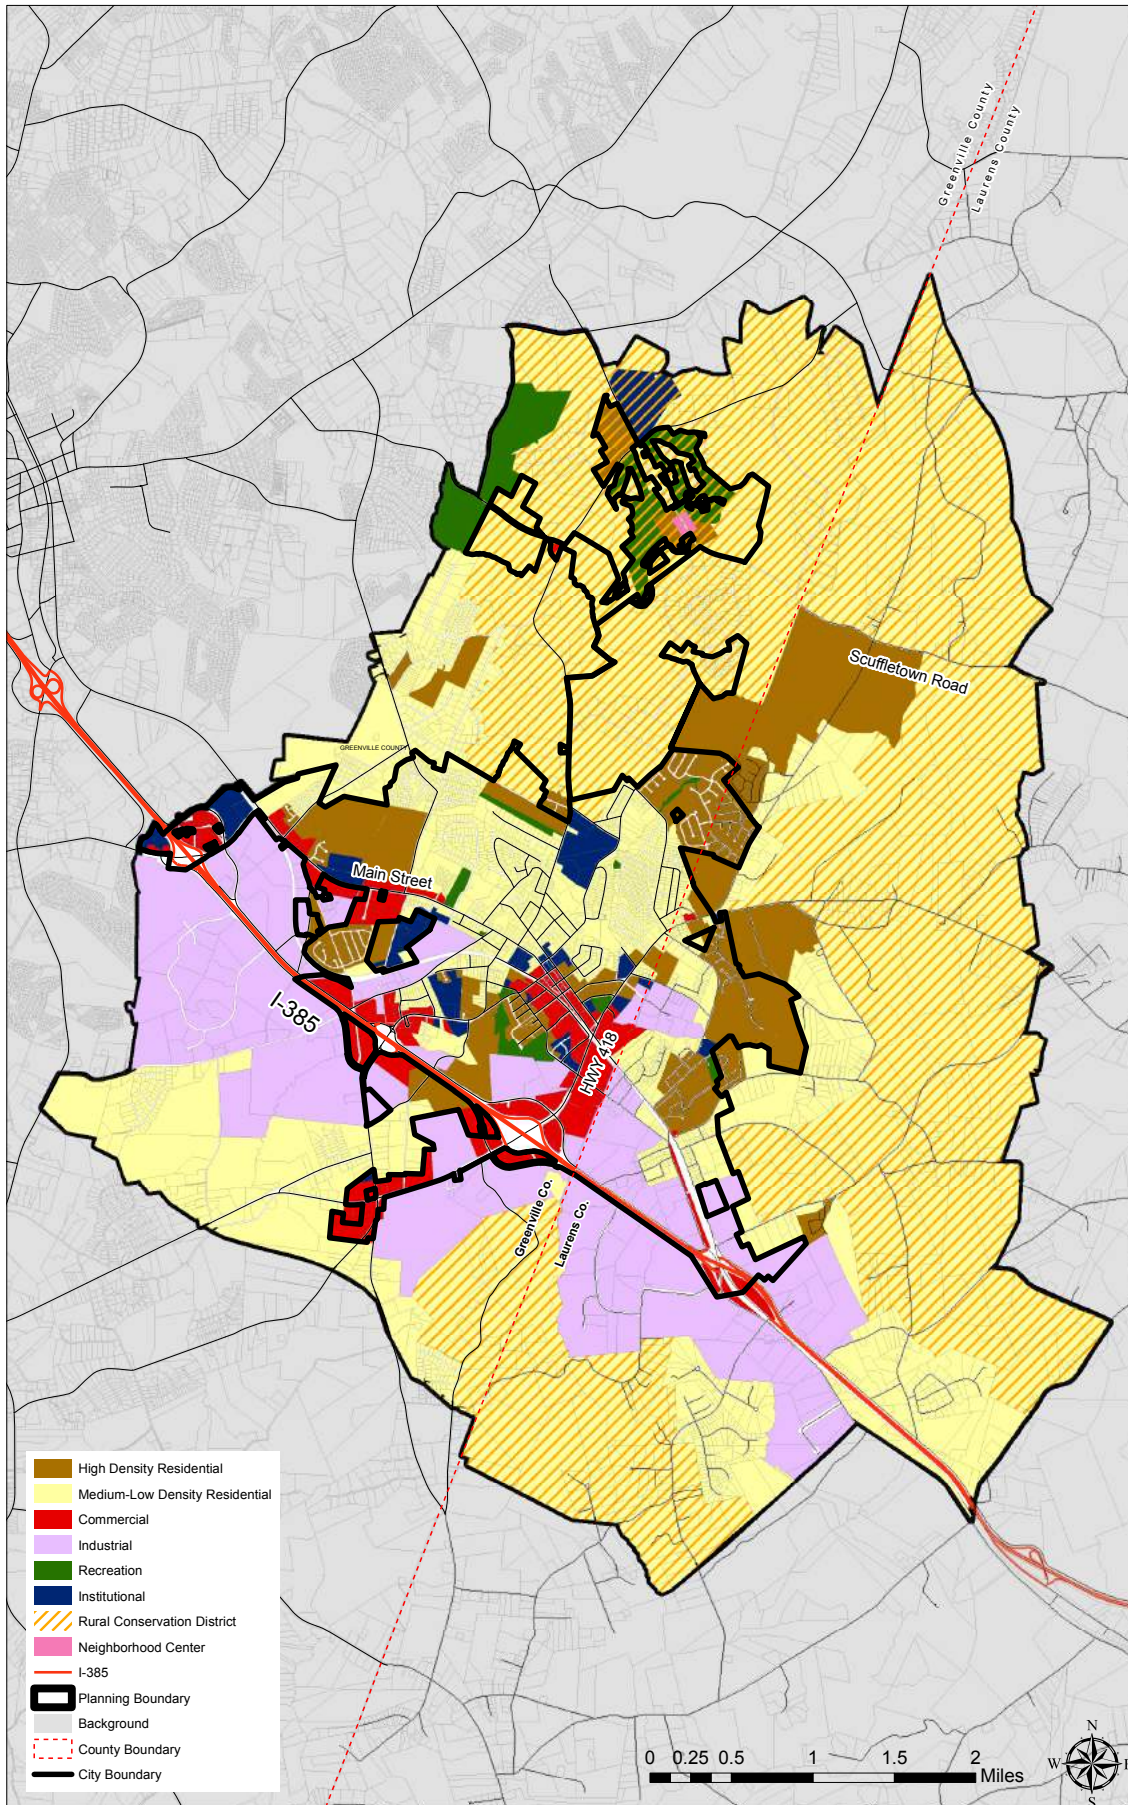 Greenville County
Laurens County
Scuffletown Road
GREENVILLE COUNTY
Main Street
I-385
HWY 418
Greenville Co.
Laurens Co.
High Density Residential
Medium-Low Density Residential
Commercial
Industrial
Recreation
Institutional
Rural Conservation District
Neighborhood Center
I-385
Planning Boundary
Background
County Boundary
City Boundary
0 0.25 0.5 1 1.5 2
Miles
N
W E
S